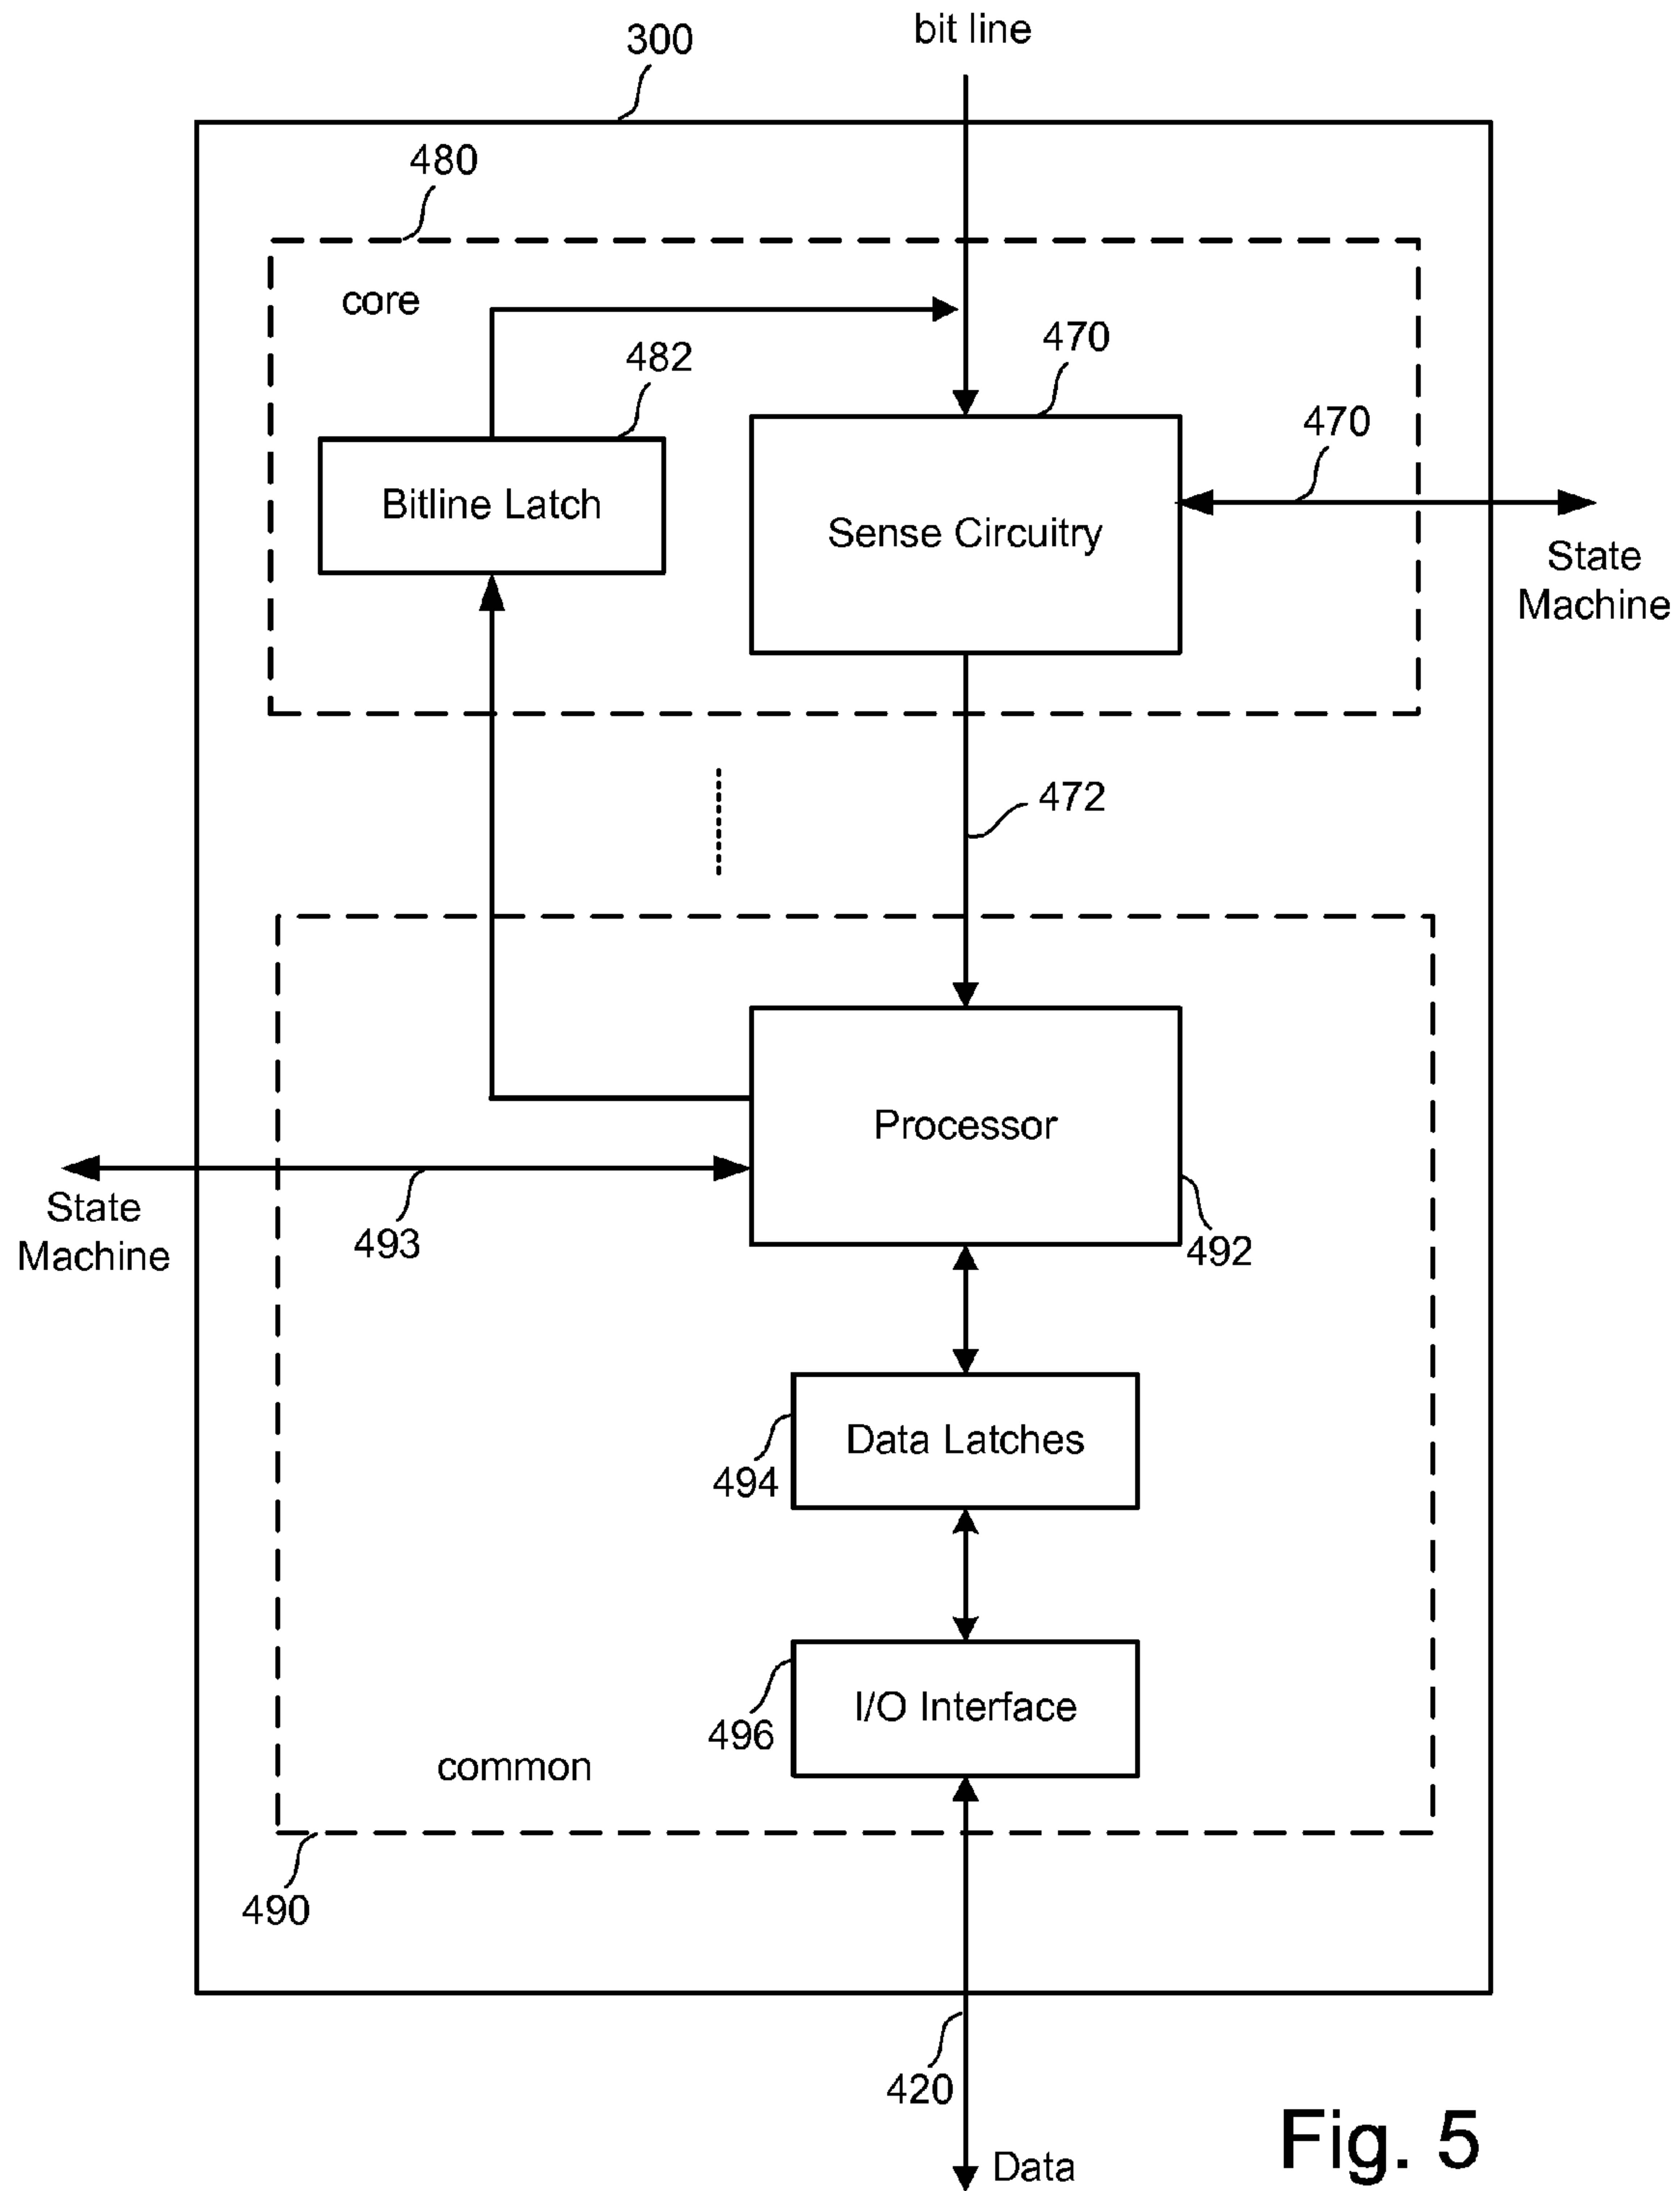 bit line
300
480
core
470
482
470
Bitline Latch
Sense Circuitry
State
Machine
472
Processor
State
Machine
493
492
Data Latches
494
I/O Interface
496
common
490
420
Data
Fig. 5